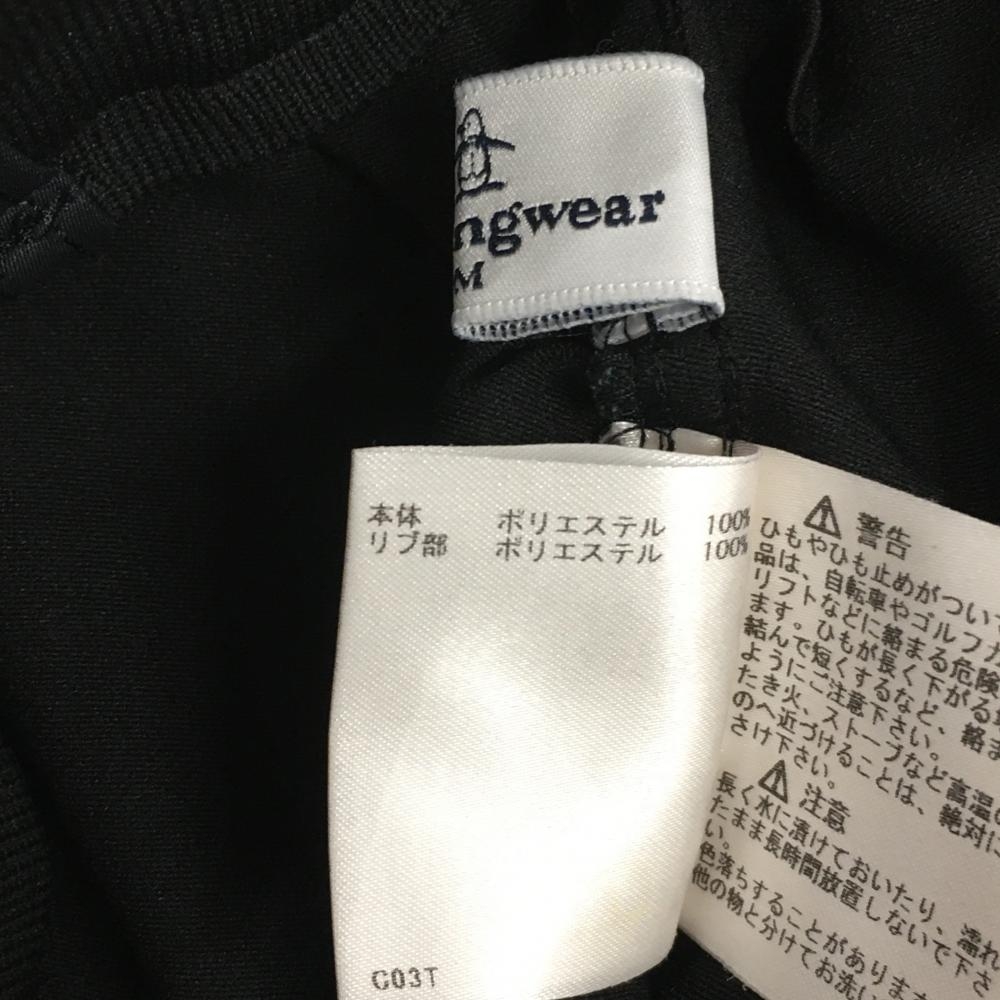 ngwear
M
本体 ポリエステル 100%
リブ部 ポリエステル 100%
C03T
警告
ひもやひも止めがついて
品は、自転車やゴルフカ
リフトなどに絡まる危険
ます。ひもが長く下がる
結んで短くするなど、絡ま
ようにご注意下さい。
たき火、ストーブなど高温
のへ近づけることは、絶対に
さけ下さい。
注意
長く水に漬けておいたり、濡れ
たまま長時間放置しないで下さ
い。
色落ちすることがあります
他の物と分けてお洗い